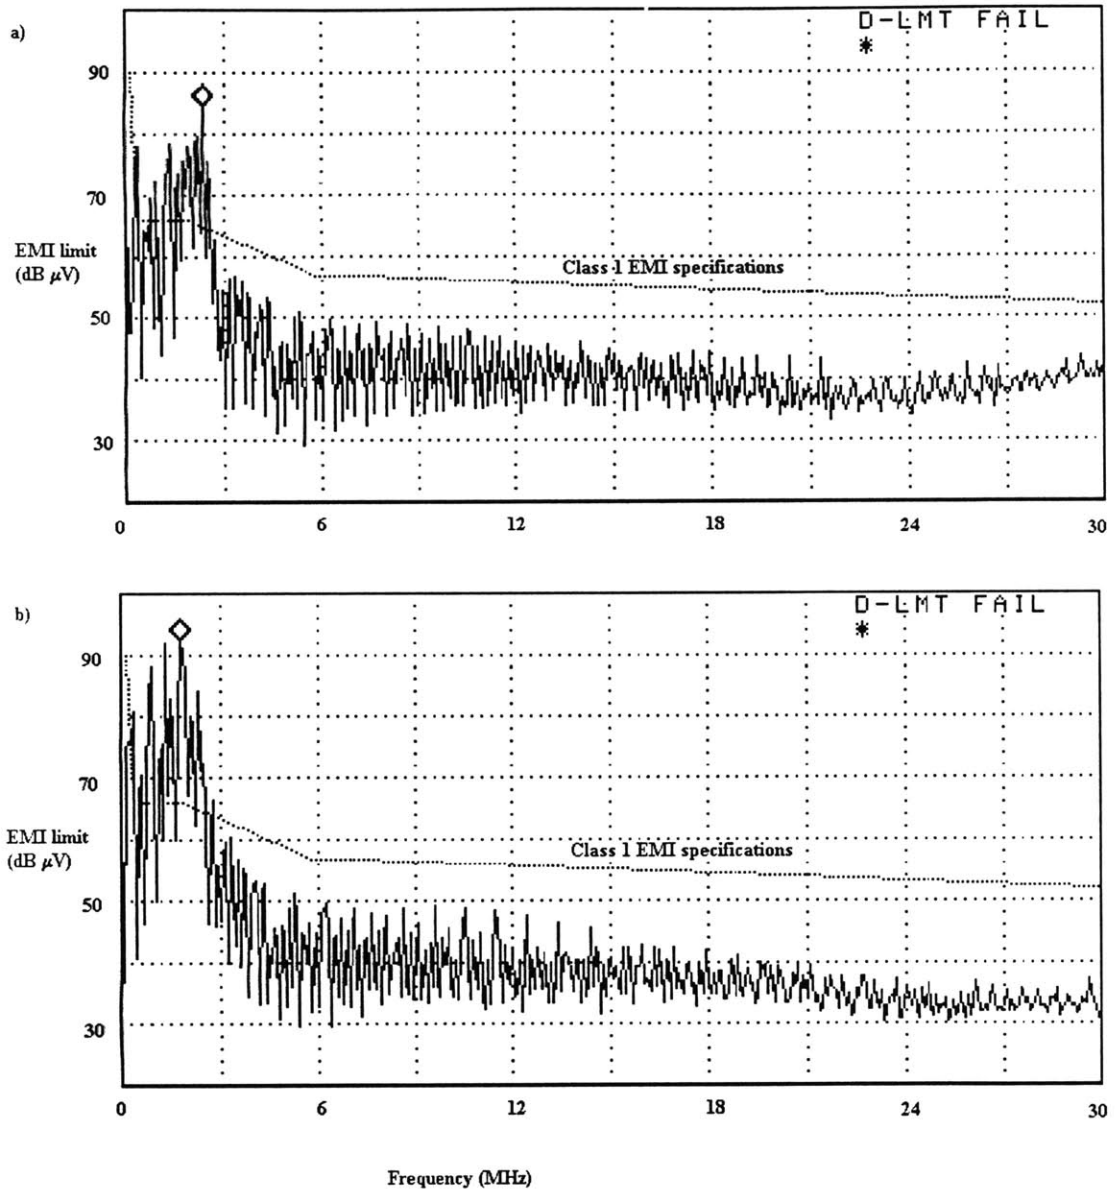 a)
D-LMT FAIL
*
90
70
EMI limit
(dB μV)
Class 1 EMI specifications
50
30
0 6 12 18 24 30
b)
D-LMT FAIL
*
90
70
EMI limit
(dB μV)
Class 1 EMI specifications
50
30
0 6 12 18 24 30
Frequency (MHz)